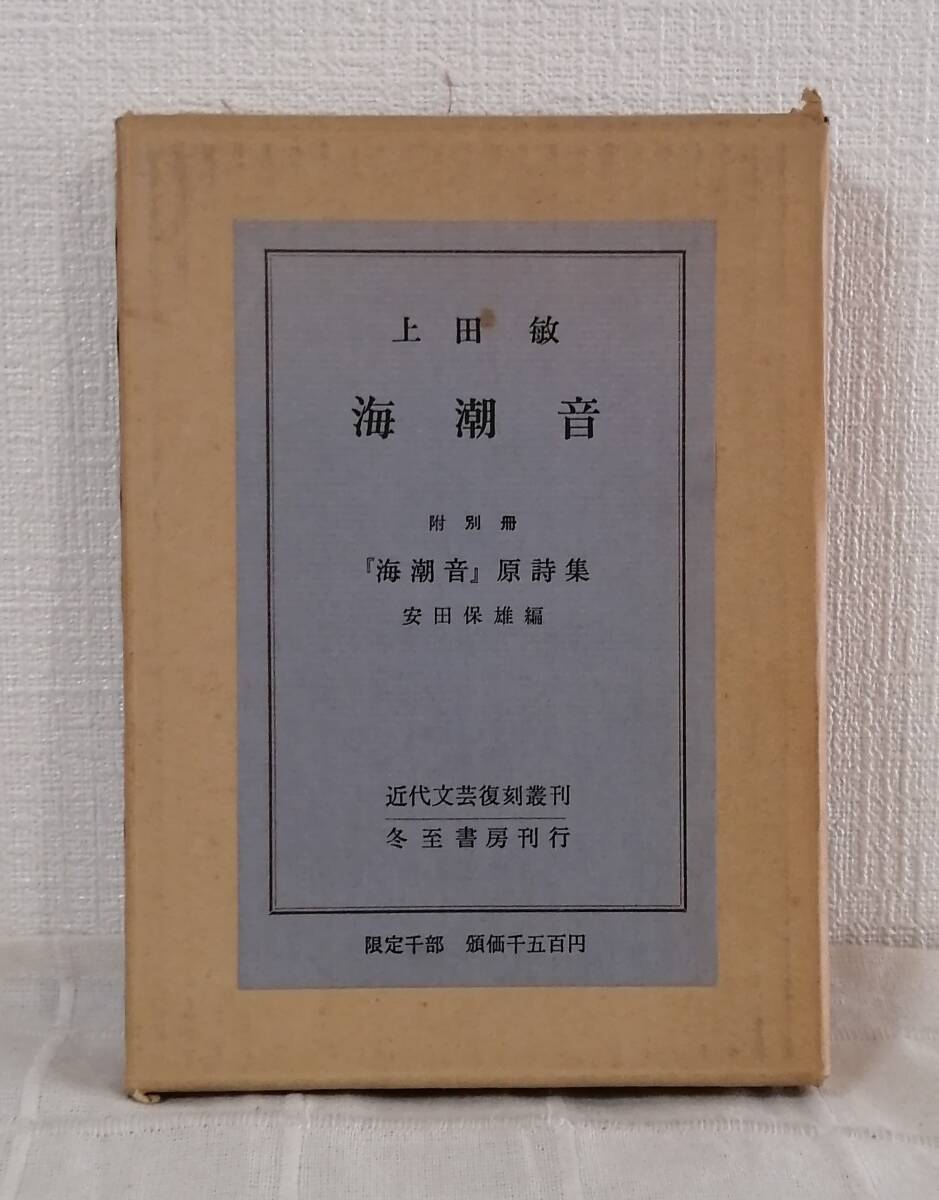 上田 敏
海潮音
附別冊
『海潮音』原詩集
安田保雄編
近代文芸復刻叢刊
冬至書房刊行
限定千部 頒価千五百円